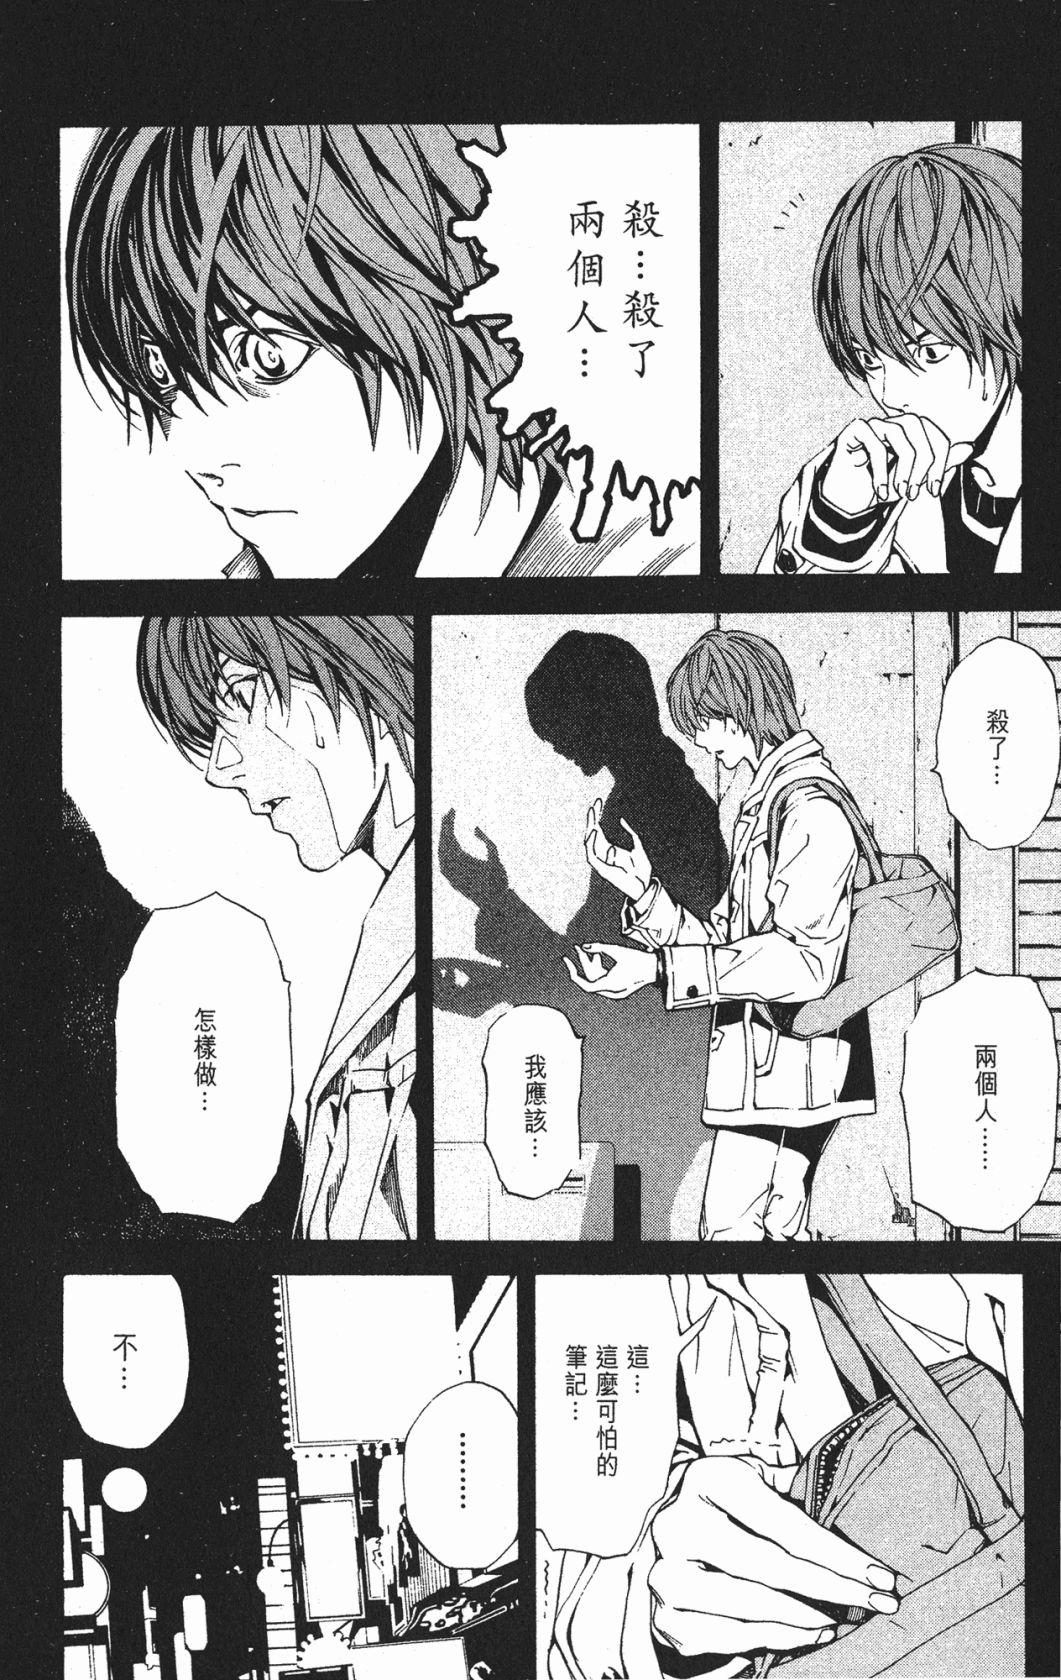 殺…殺了
兩個人…
殺了…
兩個人……
我應該…
怎樣做…
這…
這麼可怕的
筆記…
………
不…